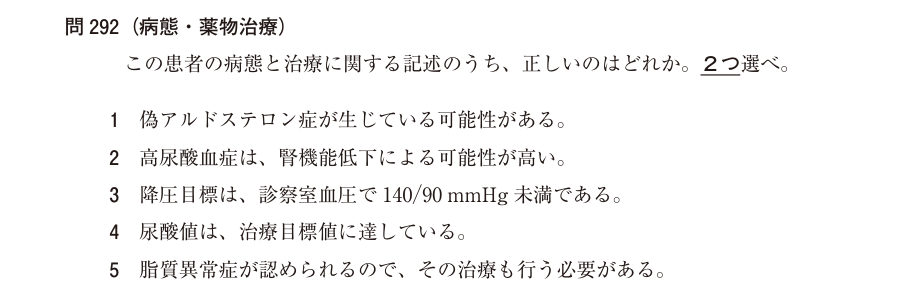 問 292（病態・薬物治療）
この患者の病態と治療に関する記述のうち、正しいのはどれか。２つ選べ。
1 偽アルドステロン症が生じている可能性がある。
2 高尿酸血症は、腎機能低下による可能性が高い。
3 降圧目標は、診察室血圧で 140/90 mmHg 未満である。
4 尿酸値は、治療目標値に達している。
5 脂質異常症が認められるので、その治療も行う必要がある。